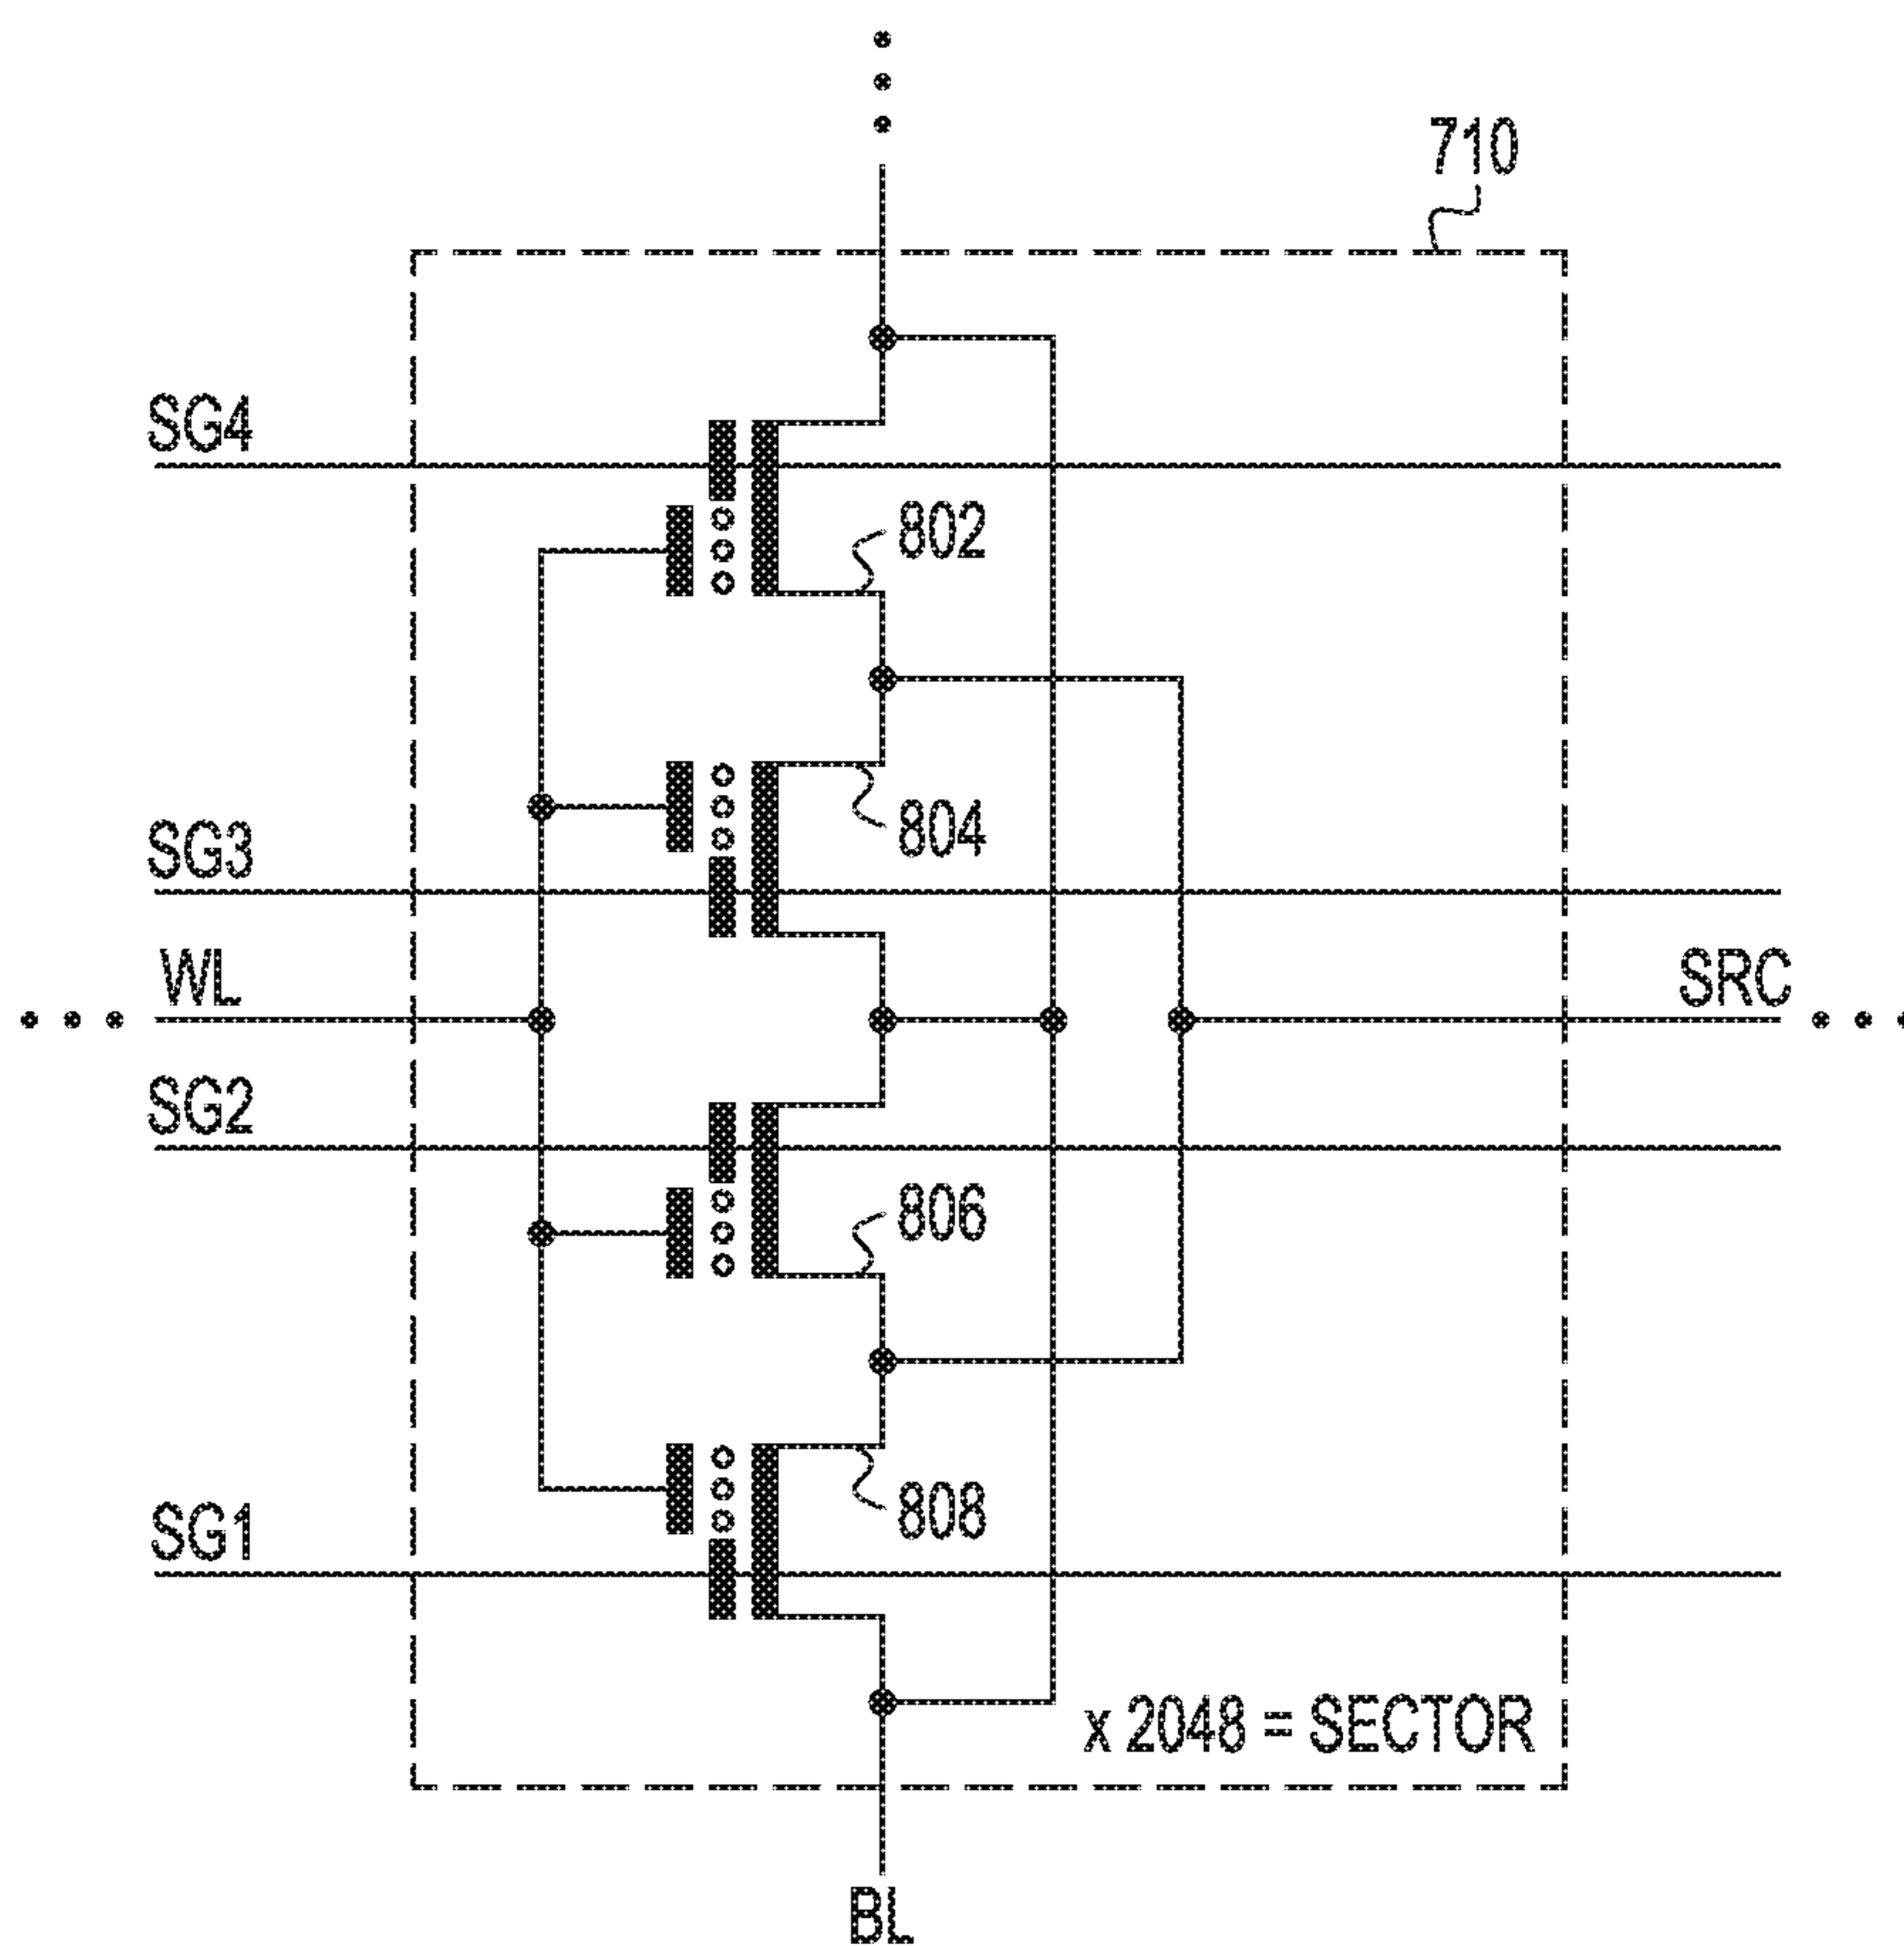 710
SG4
802
804
SG3
WL
SRC
SG2
806
808
SG1
x 2048 = SECTOR
BL